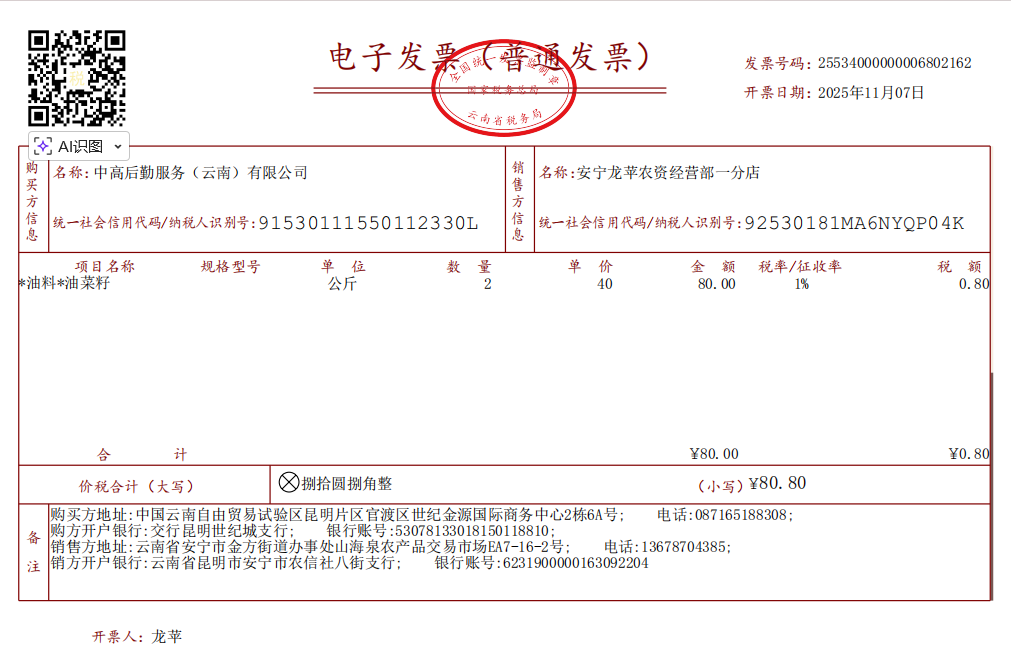 电子发票（普通发票）
全国统一发票监制章
国家税务总局
云南省税务局
发票号码：25534000000006802162
开票日期：2025年11月07日
税
AI识图
购买方信息
名称：中高后勤服务（云南）有限公司
统一社会信用代码/纳税人识别号：91530111550112330L
销售方信息
名称：安宁龙苹农资经营部一分店
统一社会信用代码/纳税人识别号：92530181MA6NYQP04K
项目名称 规格型号 单 位 数 量 单 价 金 额 税率/征收率 税 额
*油料*油菜籽 公斤 2 40 80.00 1% 0.80
合 计 ¥80.00 ¥0.80
价税合计（大写） 捌拾圆捌角整 （小写）¥80.80
备注
购买方地址:中国云南自由贸易试验区昆明片区官渡区世纪金源国际商务中心2栋6A号; 电话:087165188308;
购方开户银行:交行昆明世纪城支行; 银行账号:53078133018150118810;
销售方地址:云南省安宁市金方街道办事处山海泉农产品交易市场EA7-16-2号; 电话:13678704385;
销方开户银行:云南省昆明市安宁市农信社八街支行; 银行账号:6231900000163092204
开票人：龙苹